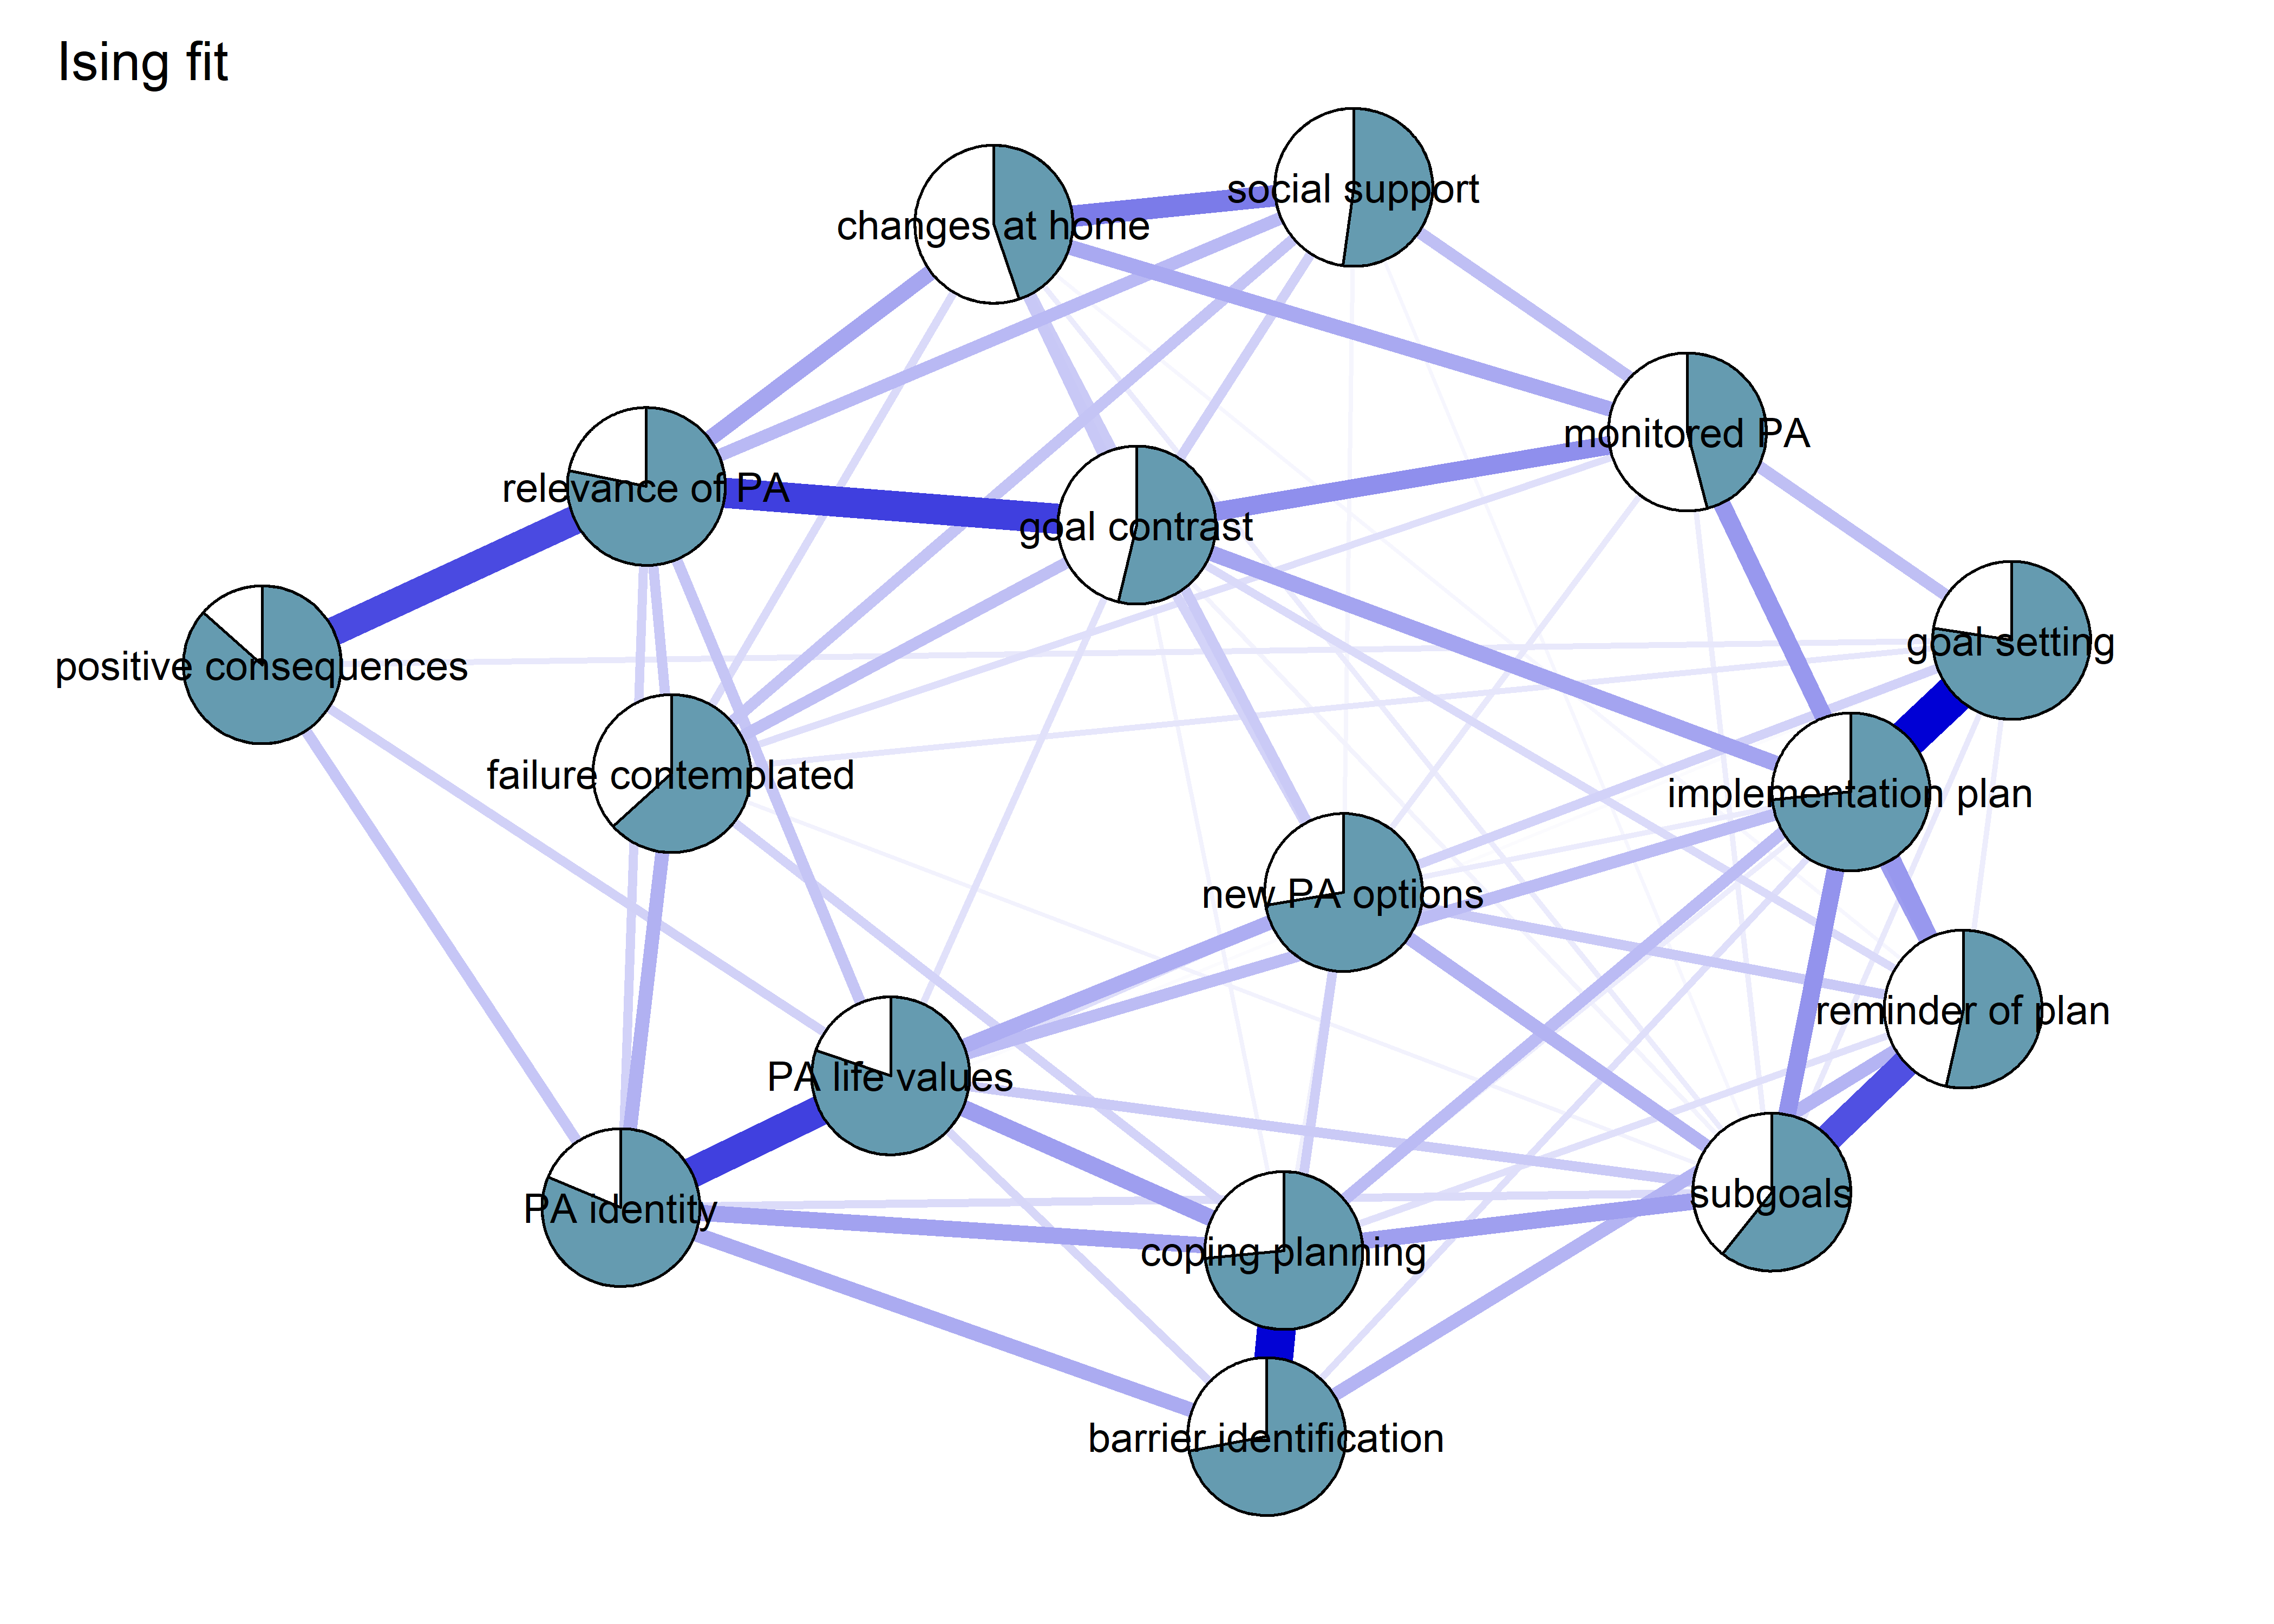 Ising fit
social support
changes at home
monitored PA
relevance of PA
goal contrast
goal setting
positive consequences
failure contemplated
implementation plan
new PA options
reminder of plan
PA life values
subgoals
PA identity
coping planning
barrier identification